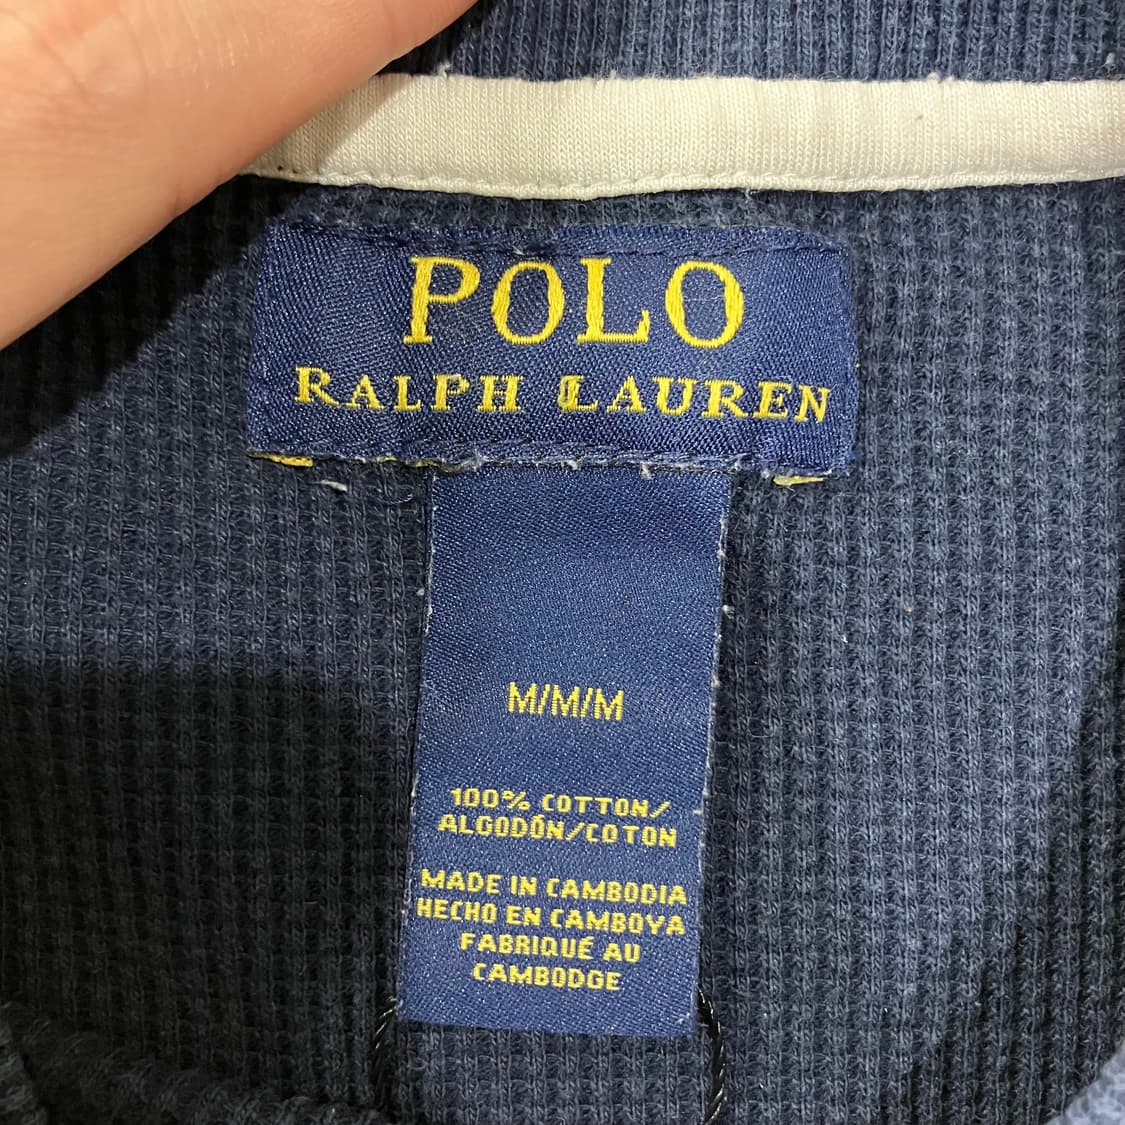 POLO
RALPH LAUREN
M/M/M
100% COTTON/
ALGODÓN/COTON
MADE IN CAMBODIA
HECHO EN CAMBOYA
FABRIQUÉ AU
CAMBODGE